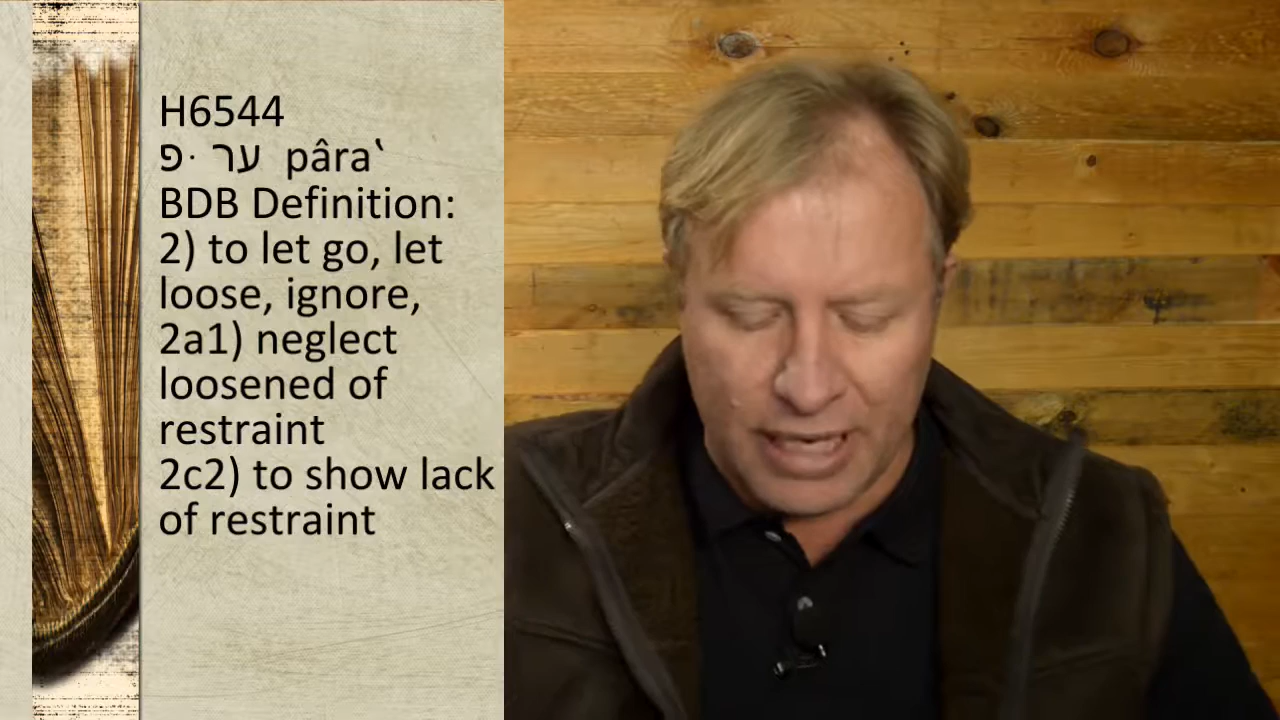 H6544
פּ ער pâra‛
BDB Definition:
2) to let go, let
loose, ignore,
2a1) neglect
loosened of
restraint
2c2) to show lack
of restraint